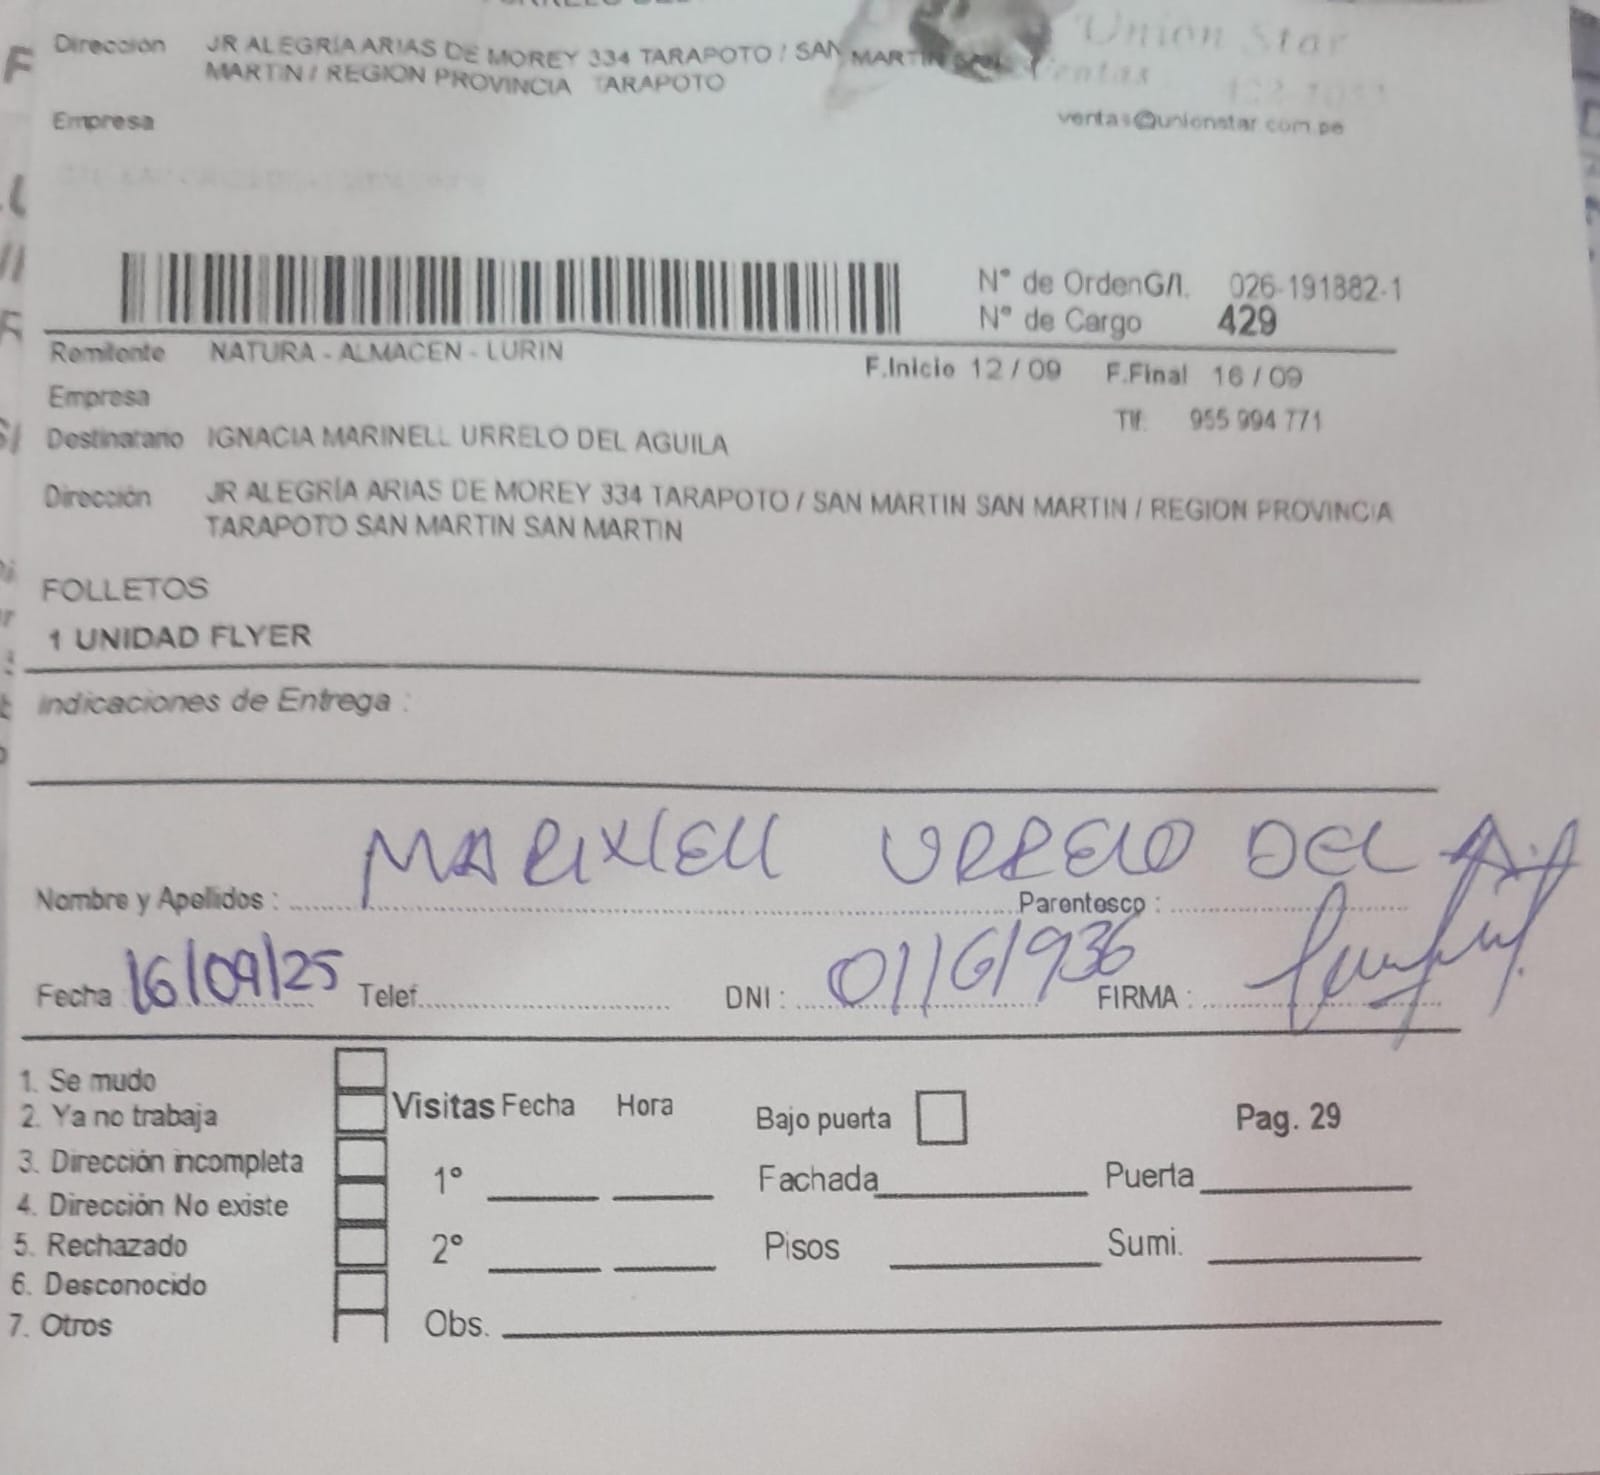 Dirección JR ALEGRÍA ARIAS DE MOREY 334 TARAPOTO / SAN MARTIN SAN
MARTIN / REGION PROVINCIA TARAPOTO
Union Star
Ventas
Empresa
ventas@unionstar.com.pe
N° de OrdenG/I. 026-191882-1
N° de Cargo 429
Remitente NATURA - ALMACEN - LURIN
F.Inicio 12 / 09 F.Final 16 / 09
Empresa
Tlf: 955 994 771
Destinatario IGNACIA MARINELL URRELO DEL AGUILA
Dirección JR ALEGRÍA ARIAS DE MOREY 334 TARAPOTO / SAN MARTIN SAN MARTIN / REGION PROVINCIA
TARAPOTO SAN MARTIN SAN MARTIN
FOLLETOS
1 UNIDAD FLYER
Indicaciones de Entrega :
Nombre y Apellidos : MARINELL URRELO DEL A Parentesco :
Fecha 16/09/25 Telef. DNI : 01161936 FIRMA :
1. Se mudo
2. Ya no trabaja
3. Dirección incompleta
4. Dirección No existe
5. Rechazado
6. Desconocido
7. Otros
Visitas Fecha Hora
1°
2°
Obs.
Bajo puerta
Pag. 29
Fachada Puerta
Pisos Sumi.